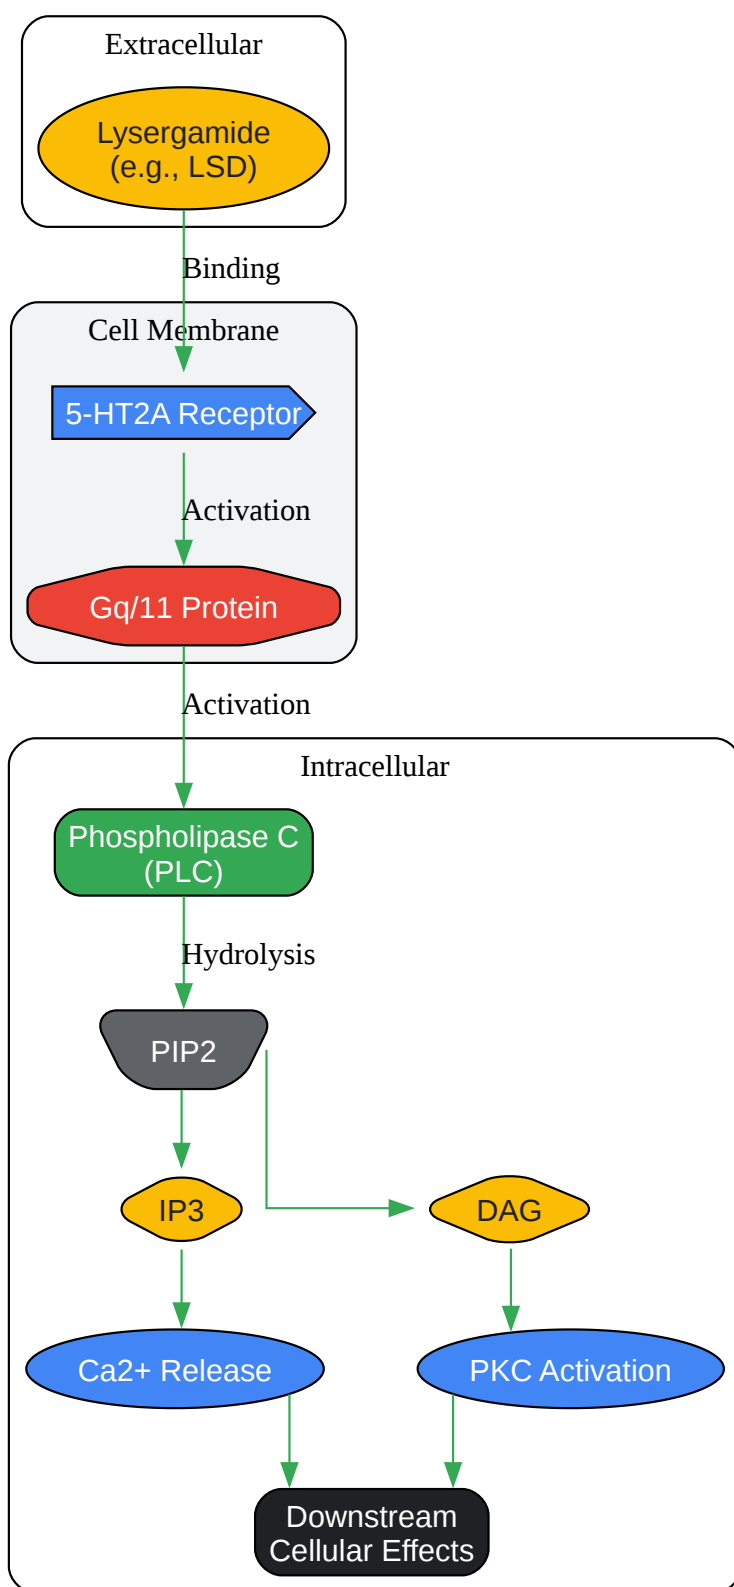 Extracellular
Lysergamide
(e.g., LSD)
Binding
Cell Membrane
5-HT2A Receptor
Activation
Gq/11 Protein
Activation
Intracellular
Phospholipase C
(PLC)
Hydrolysis
PIP2
IP3
DAG
Ca2+ Release
PKC Activation
Downstream
Cellular Effects